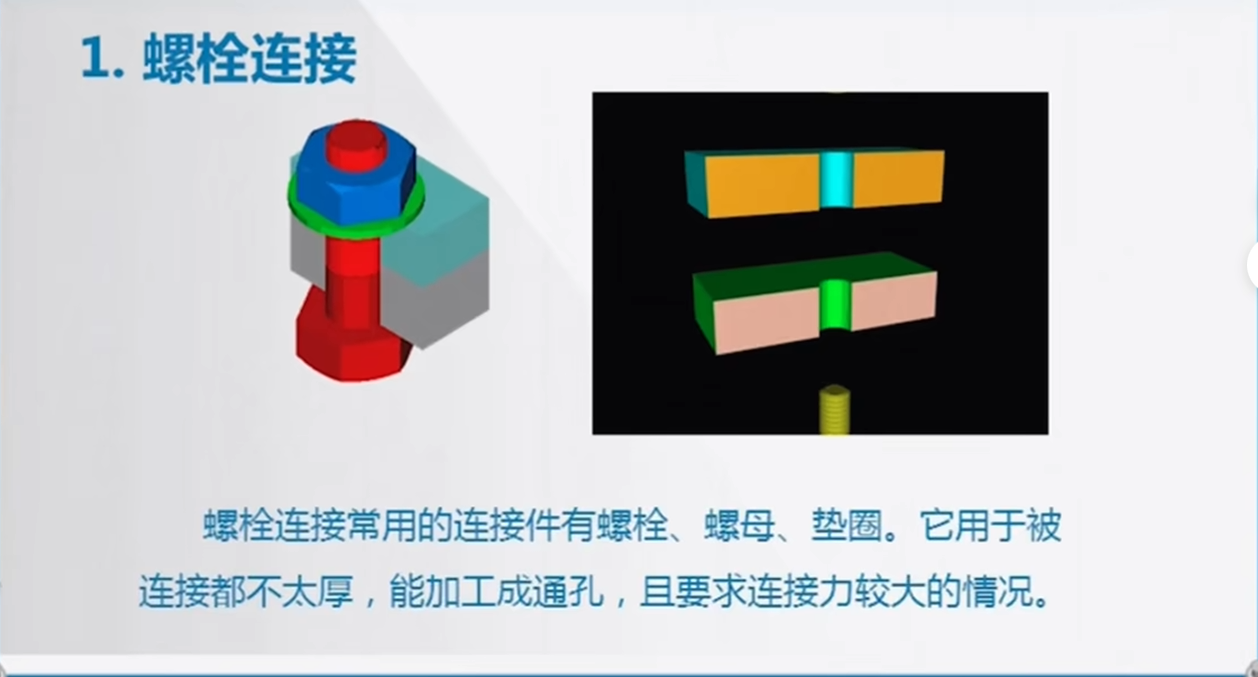 1. 螺栓连接
螺栓连接常用的连接件有螺栓、螺母、垫圈。它用于被
连接都不太厚，能加工成通孔，且要求连接力较大的情况。